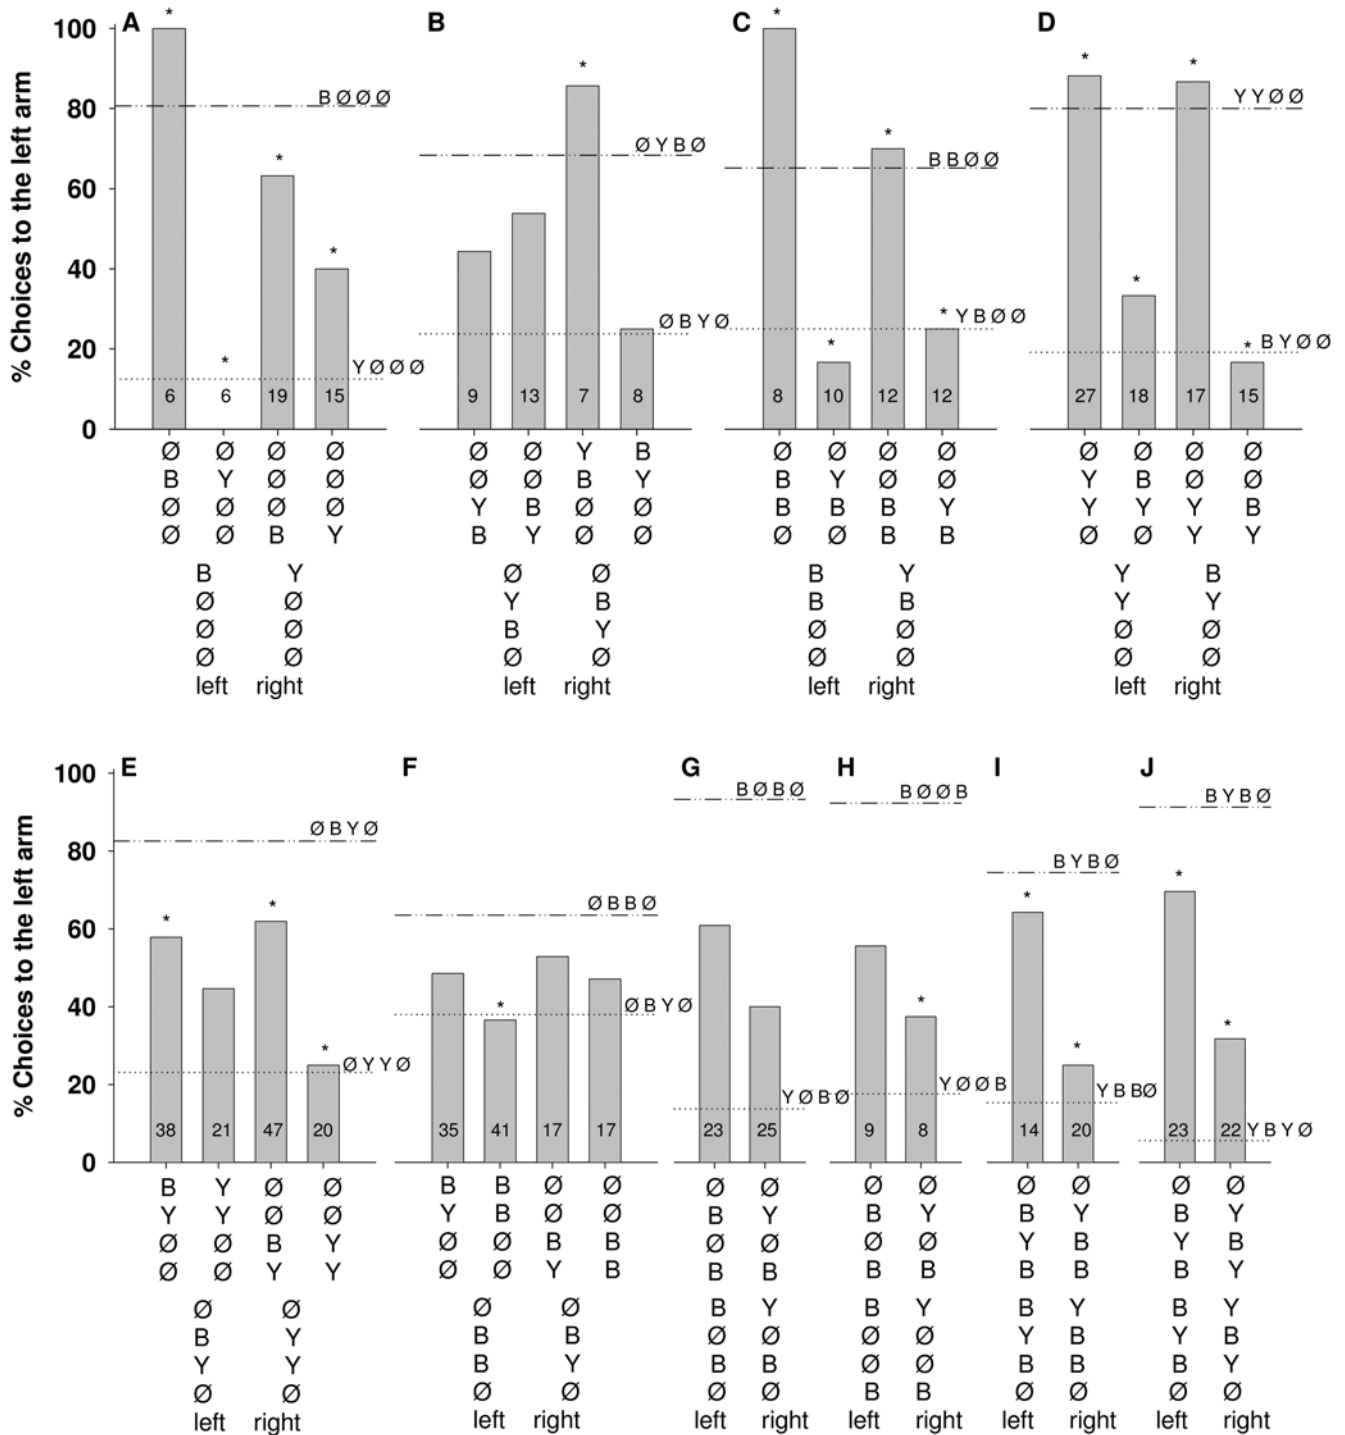 A B C D
% Choices to the left arm
100
80
60
40
20
0
* * * *
B Ø Ø Ø
Y Ø Ø Ø
6 6 19 15
*
Ø Y B Ø
Ø B Y Ø
9 13 7 8
* * * *
B B Ø Ø
Y B Ø Ø
8 10 12 12
* * * *
Y Y Ø Ø
B Y Ø Ø
27 18 17 15
Ø Ø Ø Ø Ø Ø Y B Ø Ø Ø Ø Ø Ø Ø Ø
B Y Ø Ø Ø Ø B Y B Y Ø Ø Y B Ø Ø
Ø Ø Ø Ø Y B Ø Ø B B B Y Y Y Y B
Ø Ø B Y B Y Ø Ø Ø Ø B B Ø Ø Y Y
B Y Ø Ø B Y Y B
Ø Ø Y B B B Y Y
Ø Ø B Y Ø Ø Ø Ø
Ø Ø Ø Ø Ø Ø Ø Ø
left right left right left right left right
E F G H I J
% Choices to the left arm
100
80
60
40
20
0
* * *
Ø B Y Ø
Ø Y Y Ø
38 21 47 20
*
Ø B B Ø
Ø B Y Ø
35 41 17 17
B Ø B Ø
Y Ø B Ø
23 25
*
B Ø Ø B
Y Ø Ø B
9 8
* *
B Y B Ø
Y B B Ø
14 20
* *
B Y B Ø
Y B Y Ø
23 22
B Y Ø Ø B B Ø Ø Ø Ø Ø Ø Ø Ø Ø Ø
Y Y Ø Ø Y B Ø Ø B Y B Y B Y B Y
Ø Ø B Y Ø Ø B B Ø Ø Ø Ø Y B Y B
Ø Ø Y Y Ø Ø Y B B B B B B B B Y
Ø Ø Ø Ø B Y B Y B Y B Y
B Y B B Ø Ø Ø Ø Y B Y B
Y Y B Y B B Ø Ø B B B Y
Ø Ø Ø Ø Ø Ø B B Ø Ø Ø Ø
left right left right left right left right left right left right